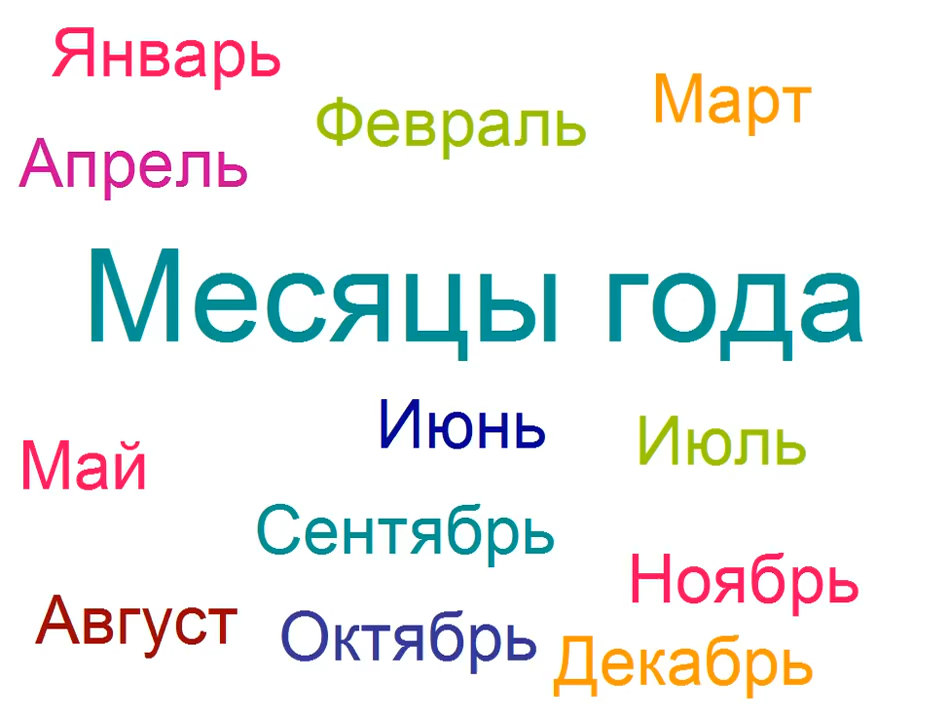 Январь
Февраль
Март
Апрель
Месяцы года
Июнь
Июль
Май
Сентябрь
Ноябрь
Август
Октябрь
Декабрь